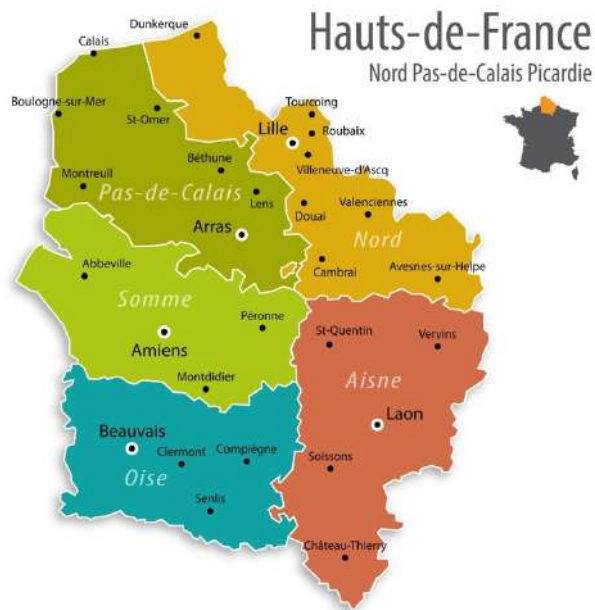 Hauts-de-France
Nord Pas-de-Calais Picardie
Dunkerque
Calais
Boulogne-sur-Mer
St-Omer
Tourcoing
Lille
Roubaix
Villeneuve-d'Ascq
Béthune
Montreuil
Pas-de-Calais
Lens
Douai
Valenciennes
Arras
Nord
Cambrai
Avesnes-sur-Helpe
Abbeville
Somme
Péronne
Amiens
St-Quentin
Vervins
Montdidier
Aisne
Laon
Beauvais
Clermont
Compiègne
Soissons
Oise
Senlis
Château-Thierry